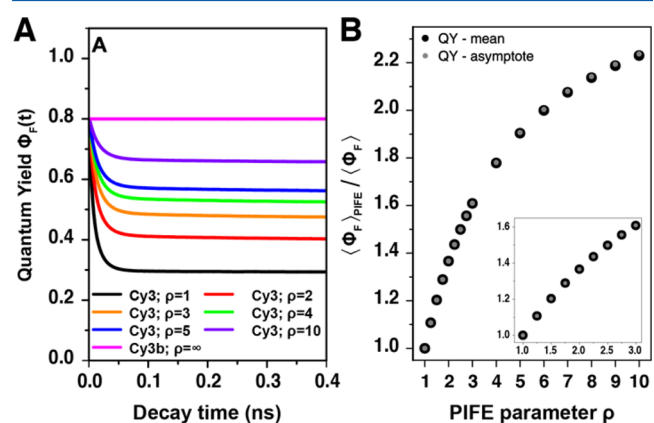 A
A
Quantum Yield ΦF(t)
1.0
0.8
0.6
0.4
0.2
0.0
Cy3; ρ=1
Cy3; ρ=2
Cy3; ρ=3
Cy3; ρ=4
Cy3; ρ=5
Cy3; ρ=10
Cy3b; ρ=∞
0.0 0.1 0.2 0.3 0.4
Decay time (ns)
B
QY - mean
QY - asymptote
⟨ΦF⟩PIFE / ⟨ΦF⟩
2.2
2.0
1.8
1.6
1.4
1.2
1.0
1.6
1.4
1.2
1.0
1.0 1.5 2.0 2.5 3.0
1 2 3 4 5 6 7 8 9 10
PIFE parameter ρ